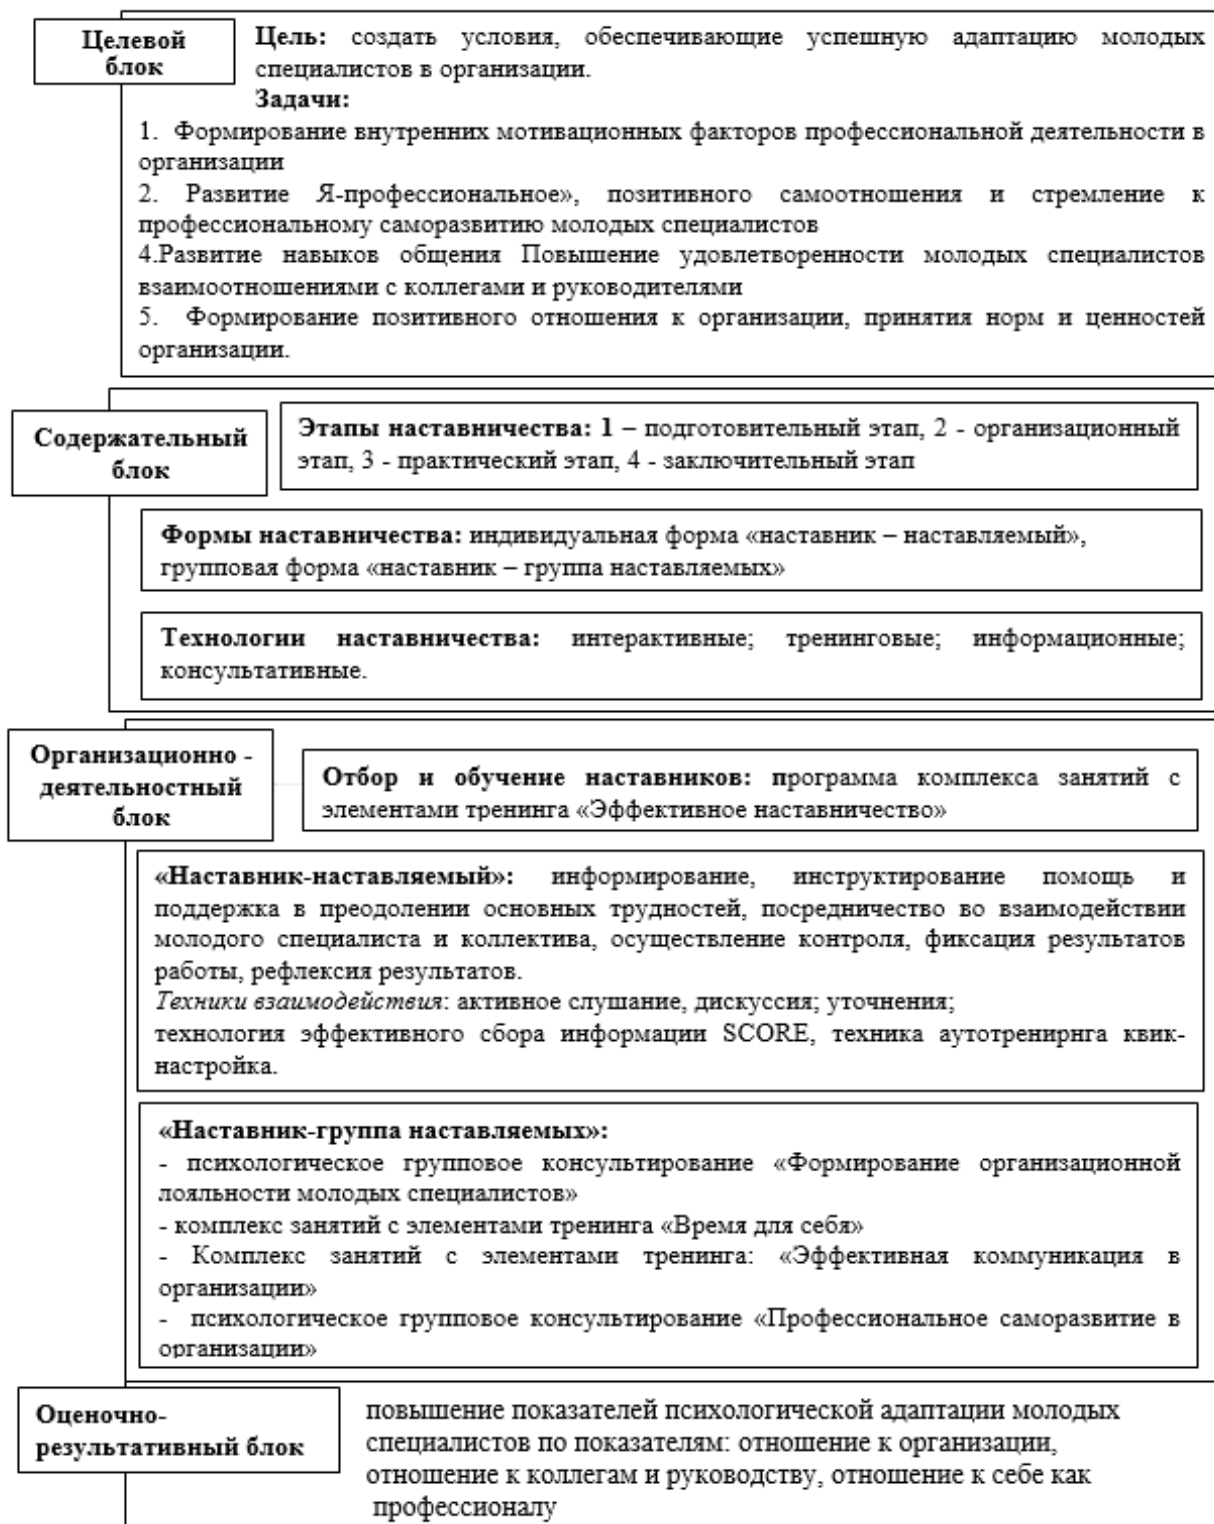 Целевой
блок
Цель: создать условия, обеспечивающие успешную адаптацию молодых
специалистов в организации.
Задачи:
1. Формирование внутренних мотивационных факторов профессиональной деятельности в
организации
2. Развитие Я-профессиональное», позитивного самоотношения и стремление к
профессиональному саморазвитию молодых специалистов
4.Развитие навыков общения Повышение удовлетворенности молодых специалистов
взаимоотношениями с коллегами и руководителями
5. Формирование позитивного отношения к организации, принятия норм и ценностей
организации.
Содержательный
блок
Этапы наставничества: 1 – подготовительный этап, 2 - организационный
этап, 3 - практический этап, 4 - заключительный этап
Формы наставничества: индивидуальная форма «наставник – наставляемый»,
групповая форма «наставник – группа наставляемых»
Технологии наставничества: интерактивные; тренинговые; информационные;
консультативные.
Организационно -
деятельностный
блок
Отбор и обучение наставников: программа комплекса занятий с
элементами тренинга «Эффективное наставничество»
«Наставник-наставляемый»: информирование, инструктирование помощь и
поддержка в преодолении основных трудностей, посредничество во взаимодействии
молодого специалиста и коллектива, осуществление контроля, фиксация результатов
работы, рефлексия результатов.
Техники взаимодействия: активное слушание, дискуссия; уточнения;
технология эффективного сбора информации SCORE, техника аутотренирнга квик-
настройка.
«Наставник-группа наставляемых»:
- психологическое групповое консультирование «Формирование организационной
лояльности молодых специалистов»
- комплекс занятий с элементами тренинга «Время для себя»
- Комплекс занятий с элементами тренинга: «Эффективная коммуникация в
организации»
- психологическое групповое консультирование «Профессиональное саморазвитие в
организации»
Оценочно-
результативный блок
повышение показателей психологической адаптации молодых
специалистов по показателям: отношение к организации,
отношение к коллегам и руководству, отношение к себе как
профессионалу